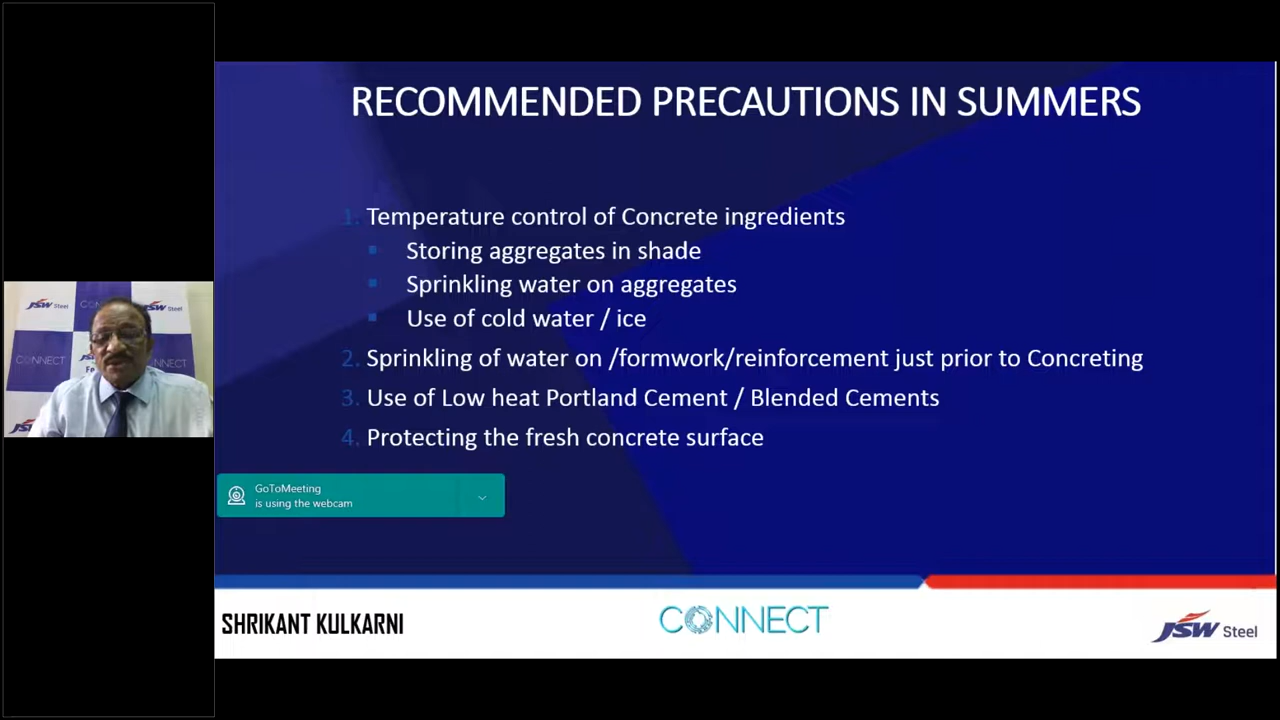 RECOMMENDED PRECAUTIONS IN SUMMERS
1. Temperature control of Concrete ingredients
▪ Storing aggregates in shade
▪ Sprinkling water on aggregates
▪ Use of cold water / ice
2. Sprinkling of water on /formwork/reinforcement just prior to Concreting
3. Use of Low heat Portland Cement / Blended Cements
4. Protecting the fresh concrete surface
GoToMeeting
is using the webcam
JSW Steel
CONNECT
SHRIKANT KULKARNI
CONNECT
JSW Steel